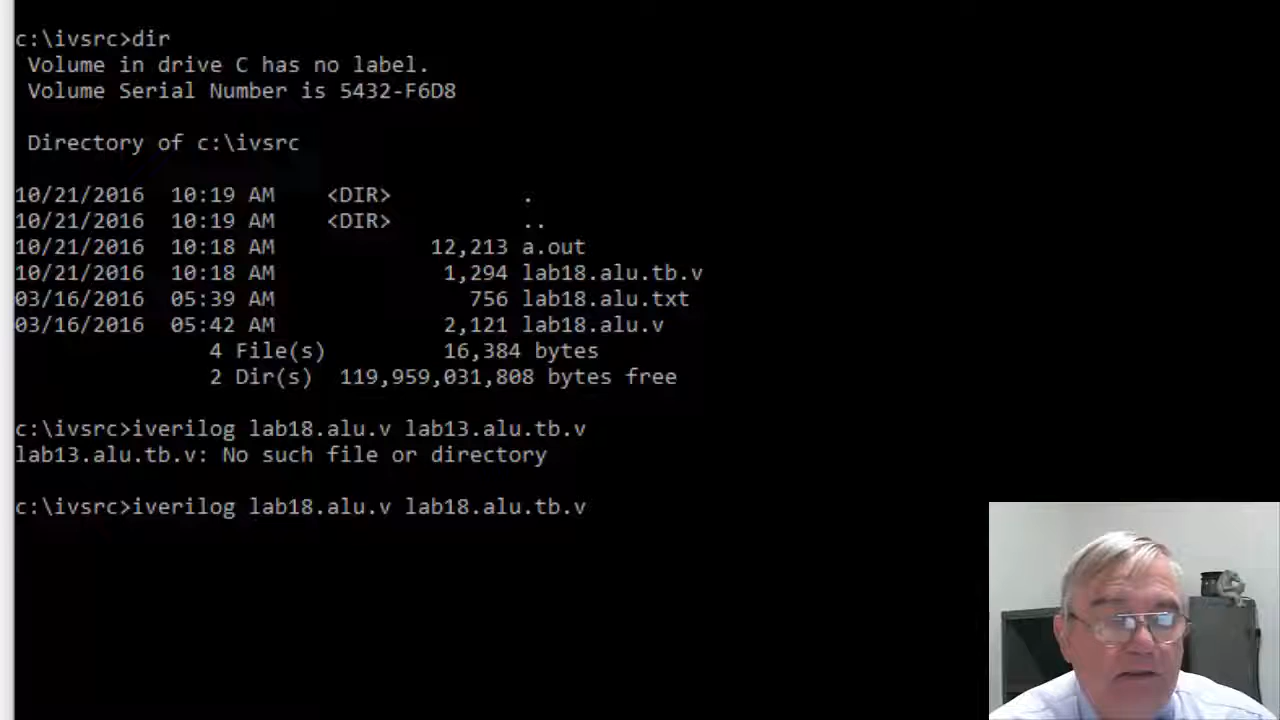 c:\ivsrc>dir
Volume in drive C has no label.
Volume Serial Number is 5432-F6D8
Directory of c:\ivsrc
10/21/2016 10:19 AM <DIR> .
10/21/2016 10:19 AM <DIR> ..
10/21/2016 10:18 AM 12,213 a.out
10/21/2016 10:18 AM 1,294 lab18.alu.tb.v
03/16/2016 05:39 AM 756 lab18.alu.txt
03/16/2016 05:42 AM 2,121 lab18.alu.v
4 File(s) 16,384 bytes
2 Dir(s) 119,959,031,808 bytes free
c:\ivsrc>iverilog lab18.alu.v lab13.alu.tb.v
lab13.alu.tb.v: No such file or directory
c:\ivsrc>iverilog lab18.alu.v lab18.alu.tb.v